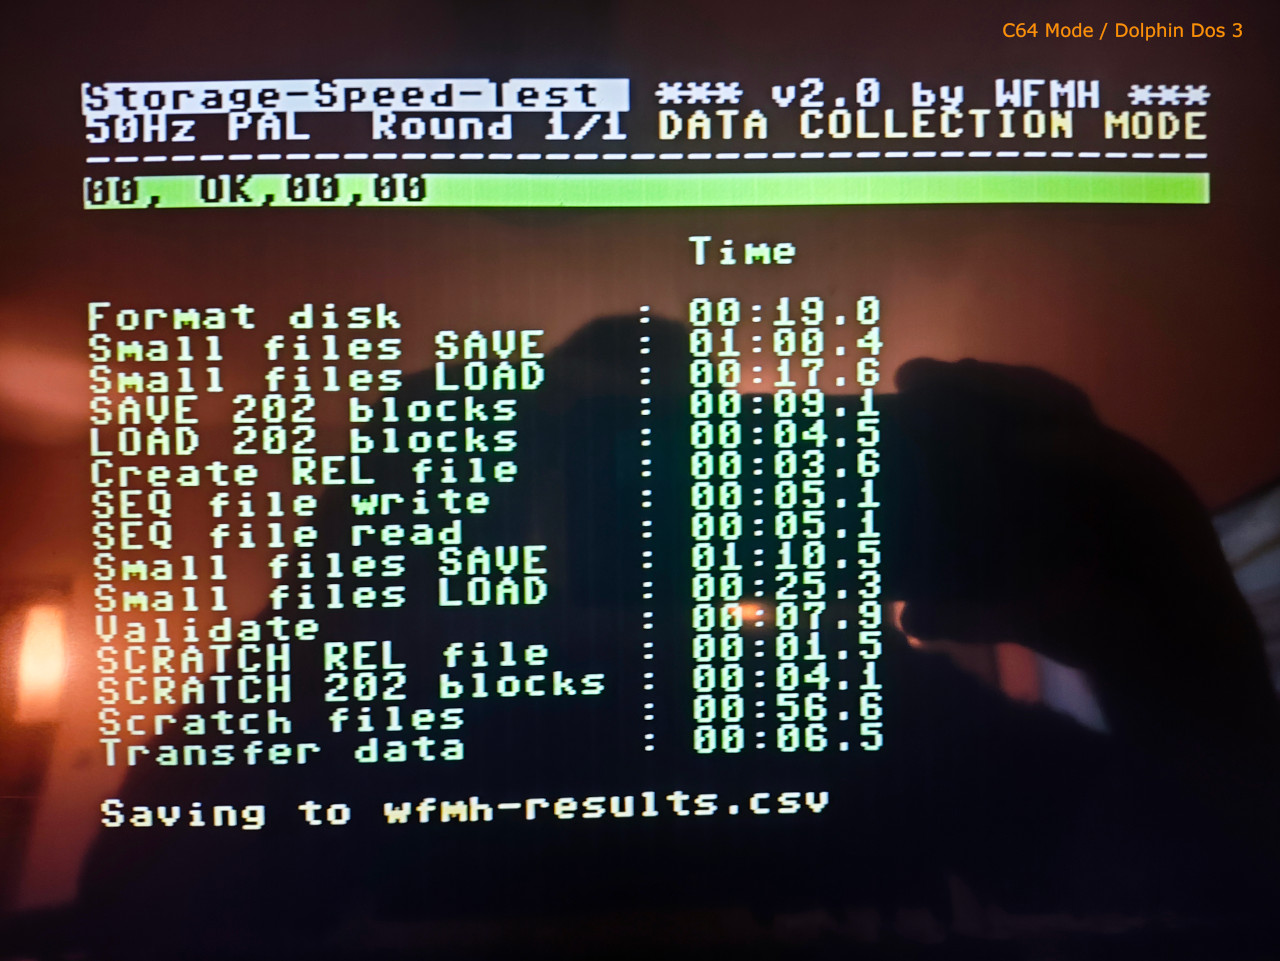 C64 Mode / Dolphin Dos 3
Storage-Speed-Test *** v2.0 by WFMH ***
50Hz PAL Round 1/1 DATA COLLECTION MODE
----------------------------------------
00, OK,00,00
Time
Format disk : 00:19.0
Small files SAVE : 01:00.4
Small files LOAD : 00:17.6
SAVE 202 blocks : 00:09.1
LOAD 202 blocks : 00:04.5
Create REL file : 00:03.6
SEQ file write : 00:05.1
SEQ file read : 00:05.1
Small files SAVE : 01:10.5
Small files LOAD : 00:25.3
Validate : 00:07.9
SCRATCH REL file : 00:01.5
SCRATCH 202 blocks : 00:04.1
Scratch files : 00:56.6
Transfer data : 00:06.5
Saving to wfmh-results.csv